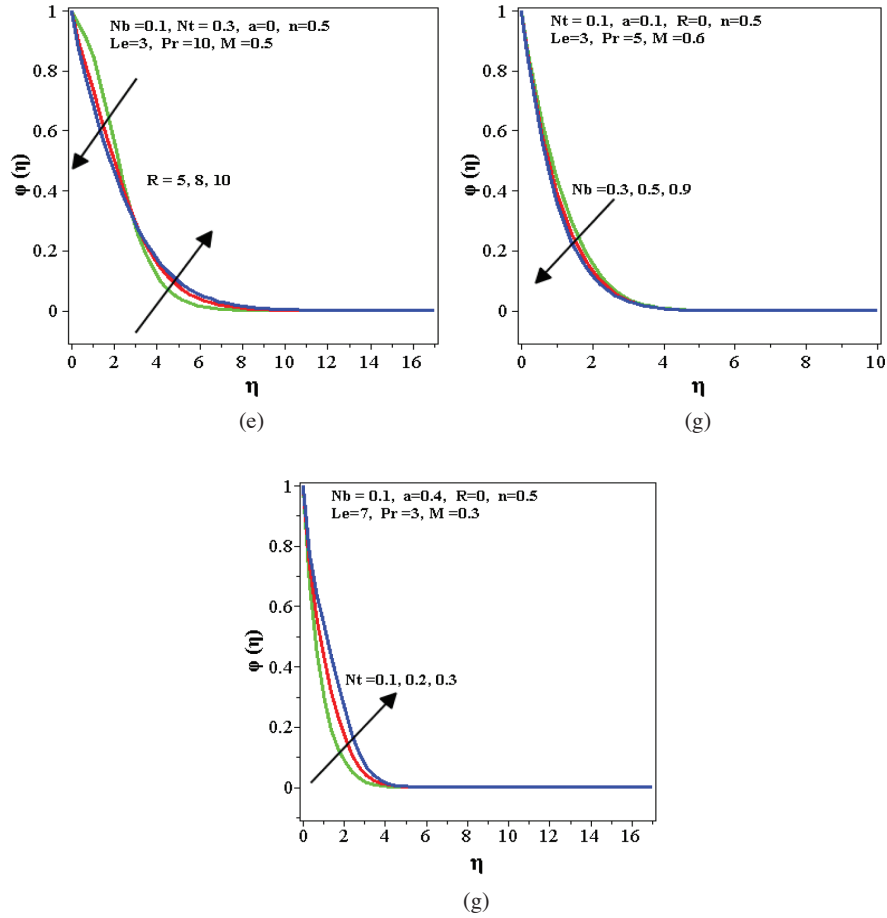 Nb =0.1, Nt = 0.3, a=0, n=0.5
Le=3, Pr =10, M =0.5
R = 5, 8, 10
φ (η)
1
0.8
0.6
0.4
0.2
0
0 2 4 6 8 10 12 14 16
η
(e)
Nt = 0.1, a=0.1, R=0, n=0.5
Le=3, Pr =5, M =0.6
Nb =0.3, 0.5, 0.9
φ (η)
1
0.8
0.6
0.4
0.2
0
0 2 4 6 8 10
η
(g)
Nb = 0.1, a=0.4, R=0, n=0.5
Le=7, Pr =3, M =0.3
Nt =0.1, 0.2, 0.3
φ (η)
1
0.8
0.6
0.4
0.2
0
0 2 4 6 8 10 12 14 16
η
(g)